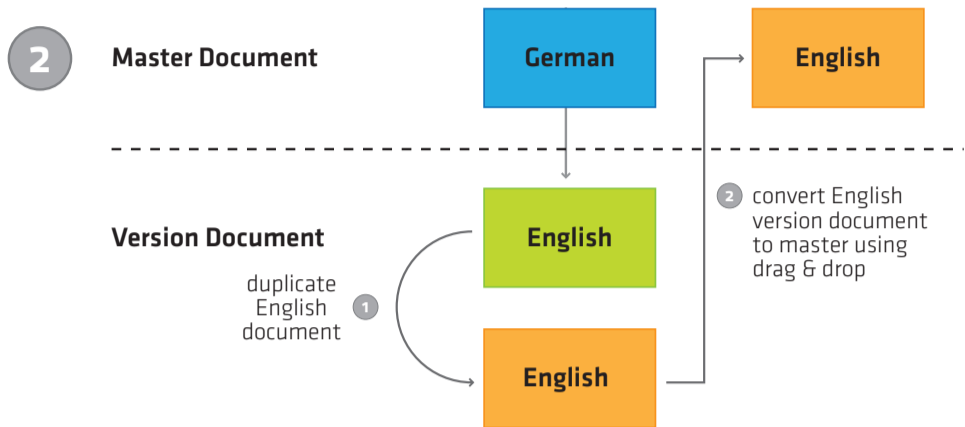 2
Master Document
German
English
Version Document
English
duplicate
English
document
1
English
2
convert English
version document
to master using
drag & drop